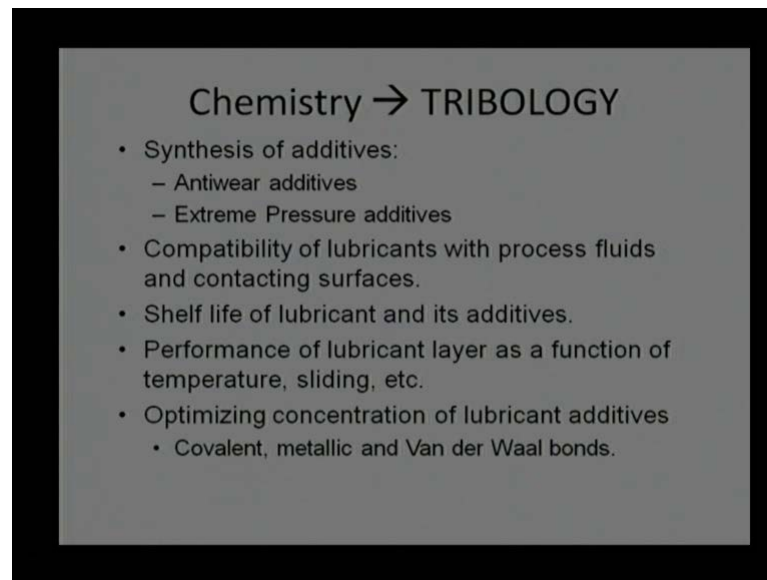 Chemistry → TRIBOLOGY
• Synthesis of additives:
– Antiwear additives
– Extreme Pressure additives
• Compatibility of lubricants with process fluids
and contacting surfaces.
• Shelf life of lubricant and its additives.
• Performance of lubricant layer as a function of
temperature, sliding, etc.
• Optimizing concentration of lubricant additives
• Covalent, metallic and Van der Waal bonds.